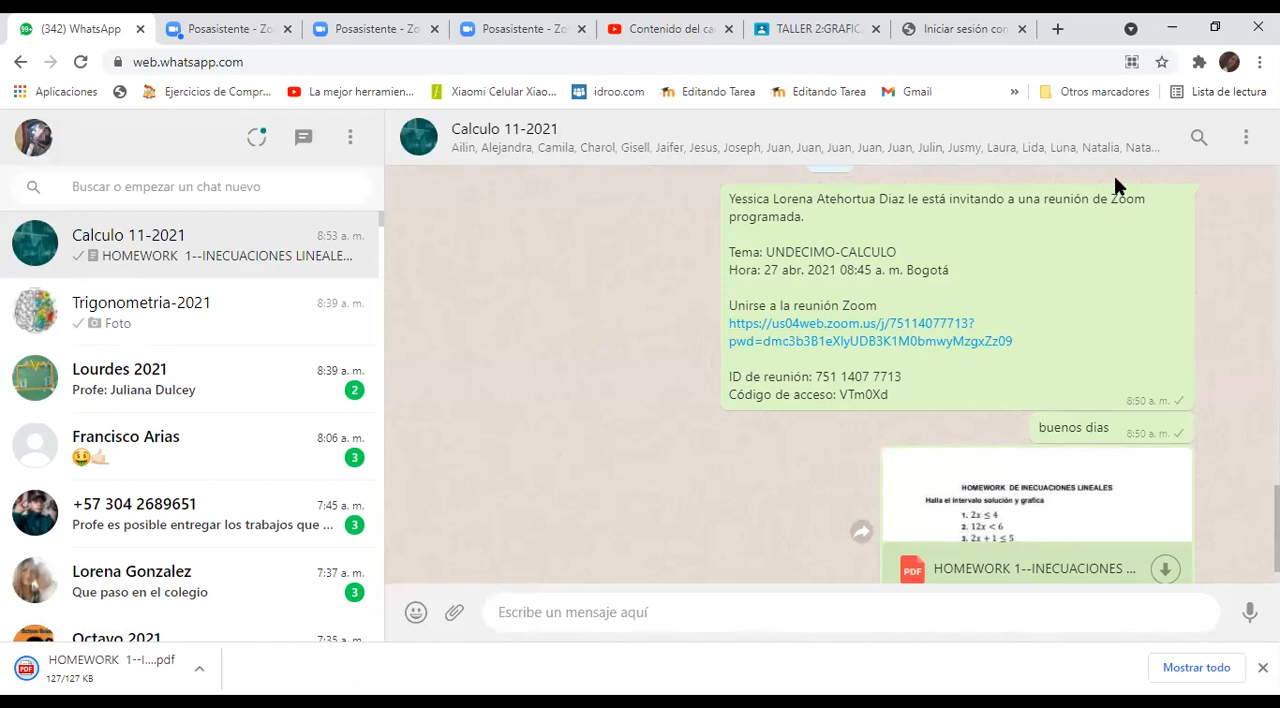 (342) WhatsApp
Posasistente - Zo
Posasistente - Zo
Posasistente - Zo
Contenido del ca
TALLER 2:GRAFIC
Iniciar sesión con
web.whatsapp.com
Aplicaciones
Ejercicios de Compr...
La mejor herramien...
Xiaomi Celular Xiao...
idroo.com
Editando Tarea
Editando Tarea
Gmail
»
Otros marcadores
Lista de lectura
Calculo 11-2021
Ailin, Alejandra, Camila, Charol, Gisell, Jaifer, Jesus, Joseph, Juan, Juan, Juan, Juan, Juan, Julin, Jusmy, Laura, Lida, Luna, Natalia, Nata...
Buscar o empezar un chat nuevo
Calculo 11-2021
8:53 a. m.
HOMEWORK 1--INECUACIONES LINEALE...
Trigonometria-2021
8:39 a. m.
Foto
Lourdes 2021
8:39 a. m.
Profe: Juliana Dulcey
2
Francisco Arias
8:06 a. m.
3
+57 304 2689651
7:45 a. m.
Profe es posible entregar los trabajos que ...
3
Lorena Gonzalez
7:37 a. m.
Que paso en el colegio
3
Octavo 2021
7:35 a. m.
Yessica Lorena Atehortua Diaz le está invitando a una reunión de Zoom
programada.
Tema: UNDECIMO-CALCULO
Hora: 27 abr. 2021 08:45 a. m. Bogotá
Unirse a la reunión Zoom
https://us04web.zoom.us/j/75114077713?
pwd=dmc3b3B1eXlyUDB3K1M0bmwyMzgxZz09
ID de reunión: 751 1407 7713
Código de acceso: VTm0Xd
8:50 a. m.
buenos dias
8:50 a. m.
HOMEWORK DE INECUACIONES LINEALES
Halla el intervalo solución y grafica
1. 2x ≤ 4
2. 12x < 6
3. 2x + 1 ≤ 5
PDF
HOMEWORK 1--INECUACIONES ...
Escribe un mensaje aquí
PDF
HOMEWORK 1--I....pdf
127/127 KB
Mostrar todo